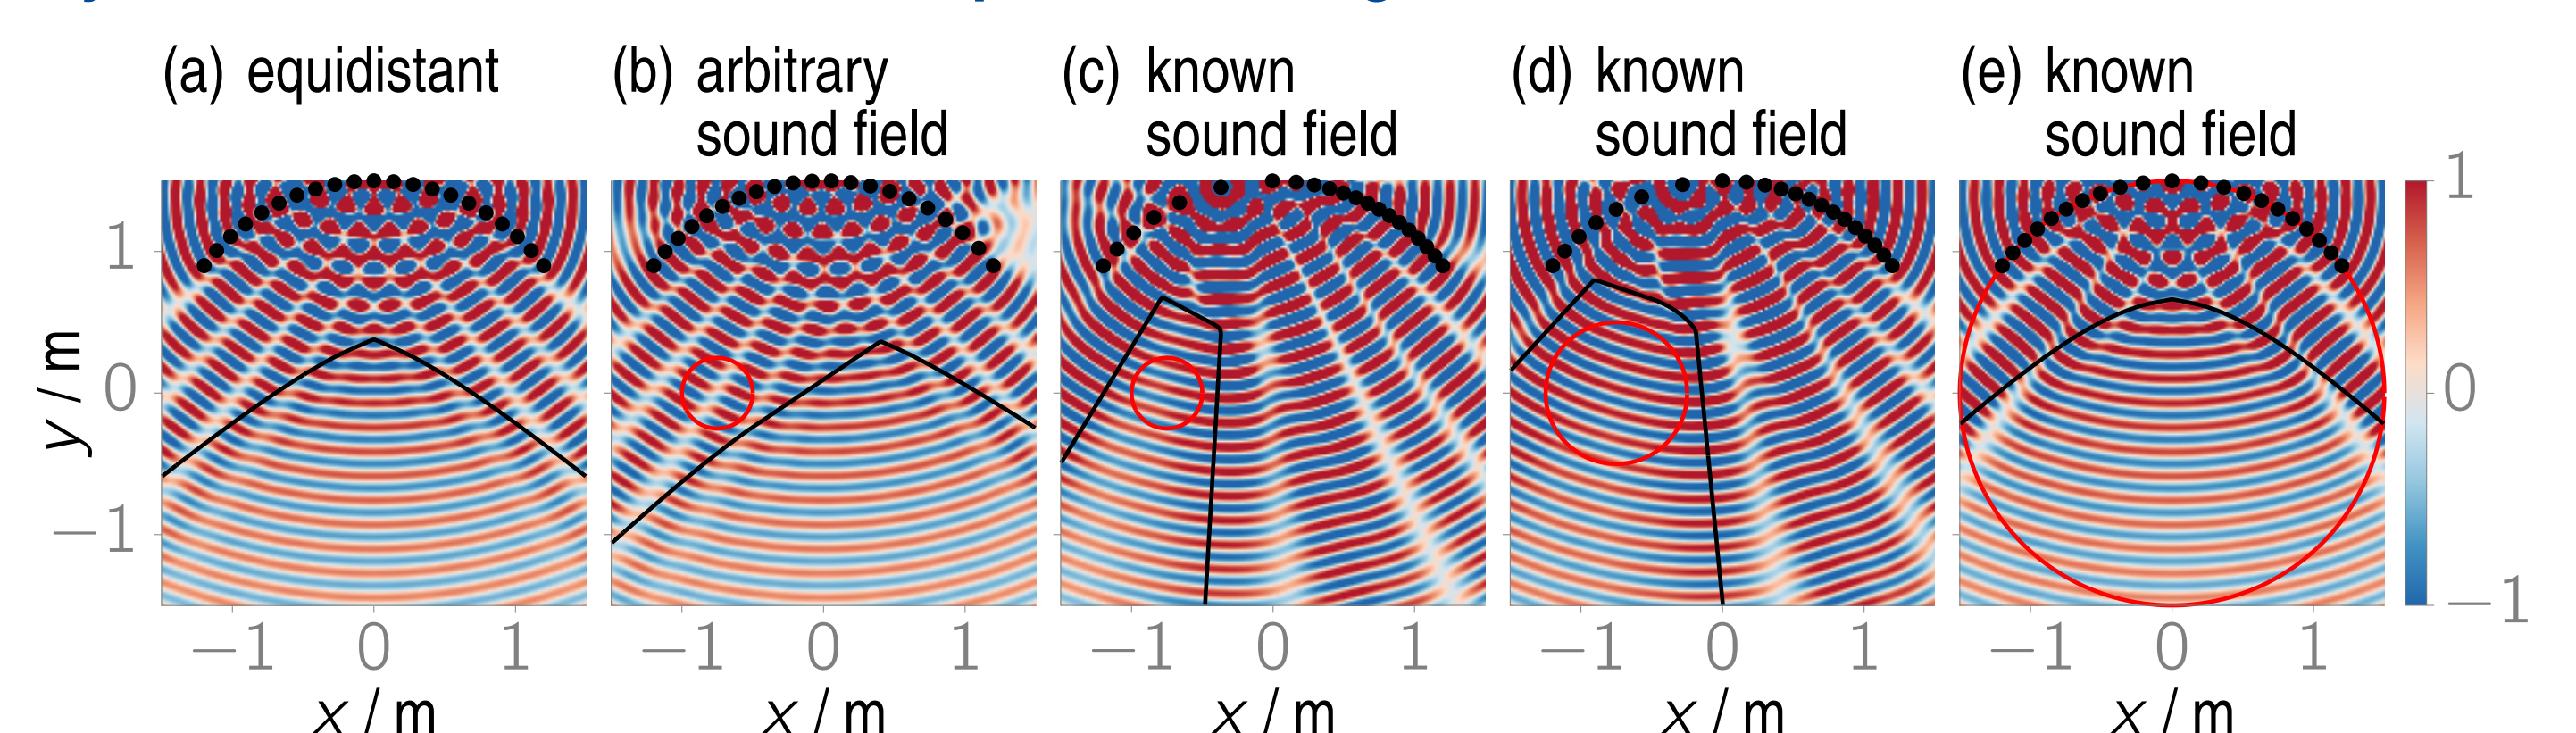 (a) equidistant
(b) arbitrary sound field
(c) known sound field
(d) known sound field
(e) known sound field
y / m
1
0
−1
−1 0 1
x / m
−1 0 1
x / m
−1 0 1
x / m
−1 0 1
x / m
−1 0 1
x / m
1
0
−1